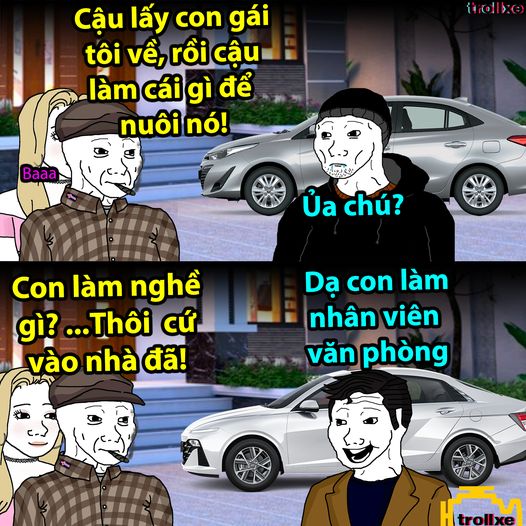 trollxe
Cậu lấy con gái
tôi về, rồi cậu
làm cái gì để
nuôi nó!
Baaa
Ủa chú?
Con làm nghề
gì? ...Thôi cứ
vào nhà đã!
Dạ con làm
nhân viên
văn phòng
trollxe